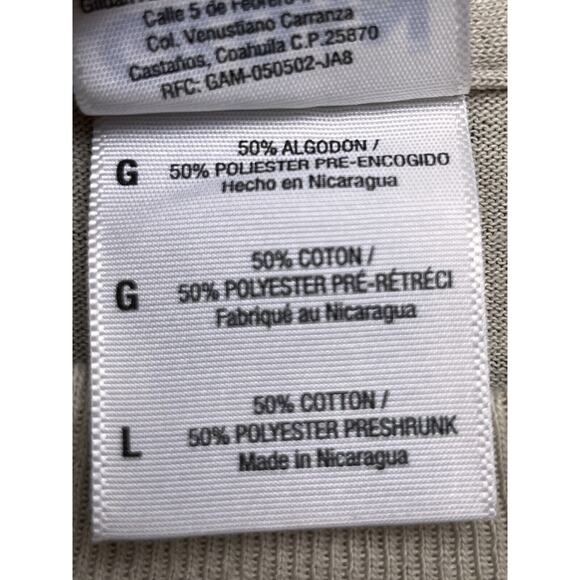 Calle 5 de Febrero
Col. Venustiano Carranza
Castaños, Coahuila C.P. 25870
RFC: GAM-050502-JA8
G
50% ALGODON /
50% POLIESTER PRE-ENCOGIDO
Hecho en Nicaragua
G
50% COTON /
50% POLYESTER PRÉ-RÉTRÉCI
Fabriqué au Nicaragua
L
50% COTTON /
50% POLYESTER PRESHRUNK
Made in Nicaragua